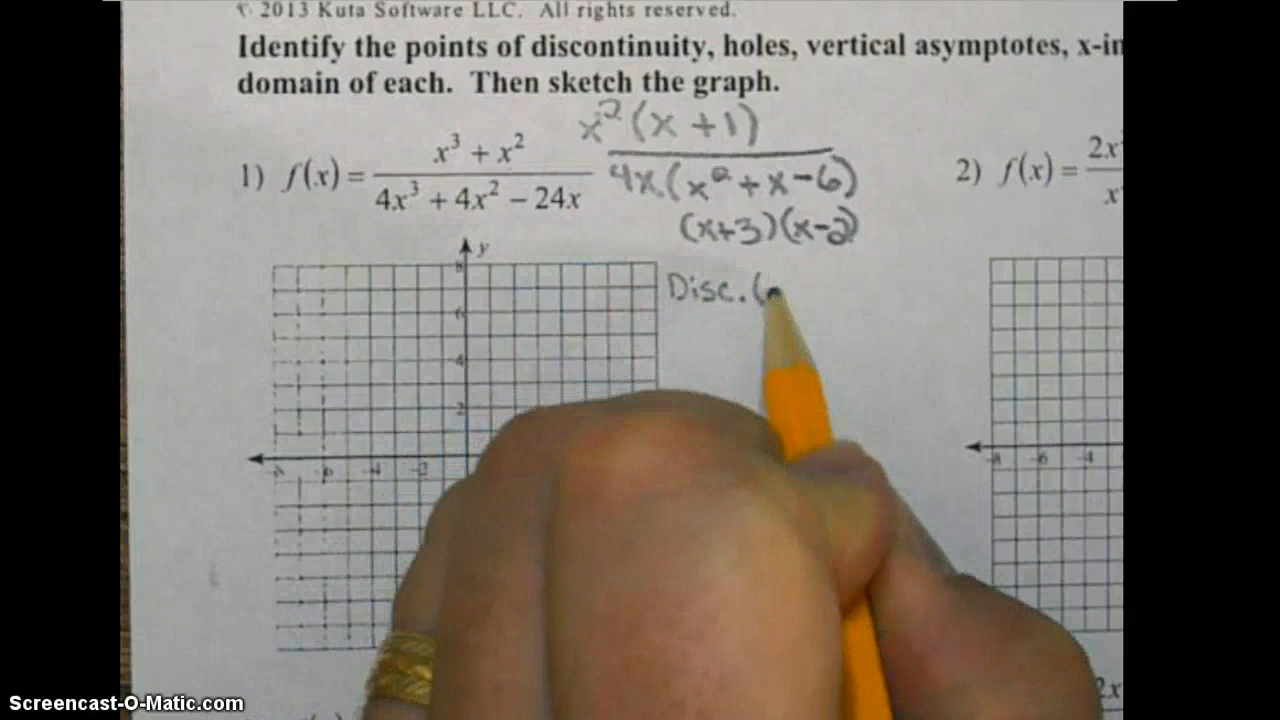 © 2013 Kuta Software LLC. All rights reserved.
Identify the points of discontinuity, holes, vertical asymptotes, x-in
domain of each. Then sketch the graph.
1) f(x) = (x³ + x²)/(4x³ + 4x² − 24x)
x²(x+1)
4x(x²+x−6)
(x+3)(x−2)
2) f(x) = 2x
x
y
Disc. (
8
6
4
2
-8 -6 -4 -2
-8 -6 -4
2x
Screencast-O-Matic.com